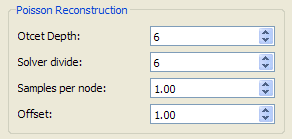 Poisson Reconstruction
Otcet Depth: 6
Solver divide: 6
Samples per node: 1.00
Offset: 1.00